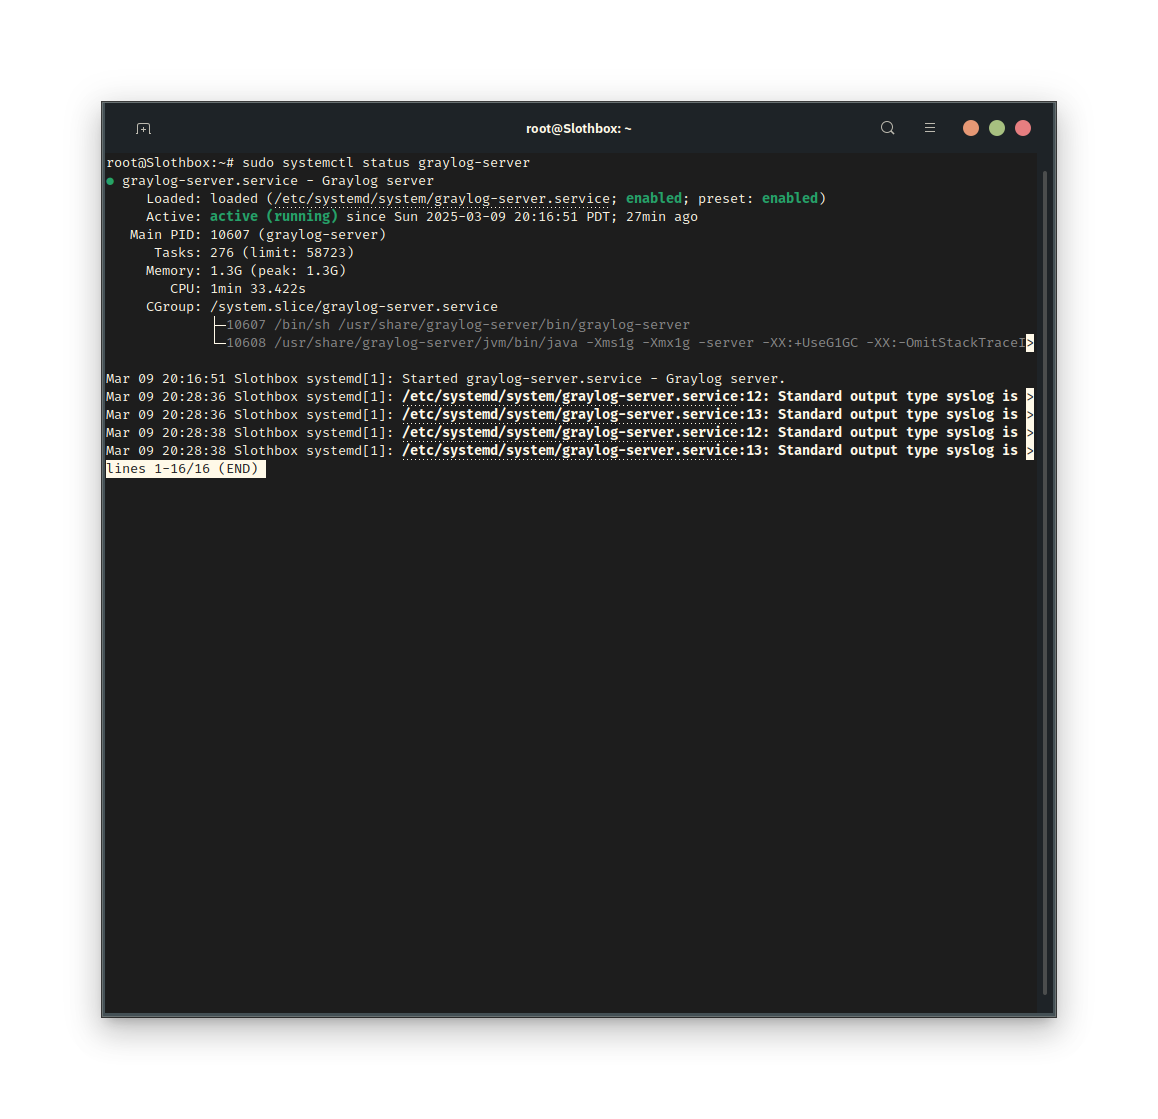 root@Slothbox: ~
root@Slothbox:~# sudo systemctl status graylog-server
● graylog-server.service - Graylog server
Loaded: loaded (/etc/systemd/system/graylog-server.service; enabled; preset: enabled)
Active: active (running) since Sun 2025-03-09 20:16:51 PDT; 27min ago
Main PID: 10607 (graylog-server)
Tasks: 276 (limit: 58723)
Memory: 1.3G (peak: 1.3G)
CPU: 1min 33.422s
CGroup: /system.slice/graylog-server.service
├─10607 /bin/sh /usr/share/graylog-server/bin/graylog-server
└─10608 /usr/share/graylog-server/jvm/bin/java -Xms1g -Xmx1g -server -XX:+UseG1GC -XX:-OmitStackTraceI>
Mar 09 20:16:51 Slothbox systemd[1]: Started graylog-server.service - Graylog server.
Mar 09 20:28:36 Slothbox systemd[1]: /etc/systemd/system/graylog-server.service:12: Standard output type syslog is >
Mar 09 20:28:36 Slothbox systemd[1]: /etc/systemd/system/graylog-server.service:13: Standard output type syslog is >
Mar 09 20:28:38 Slothbox systemd[1]: /etc/systemd/system/graylog-server.service:12: Standard output type syslog is >
Mar 09 20:28:38 Slothbox systemd[1]: /etc/systemd/system/graylog-server.service:13: Standard output type syslog is >
lines 1-16/16 (END)